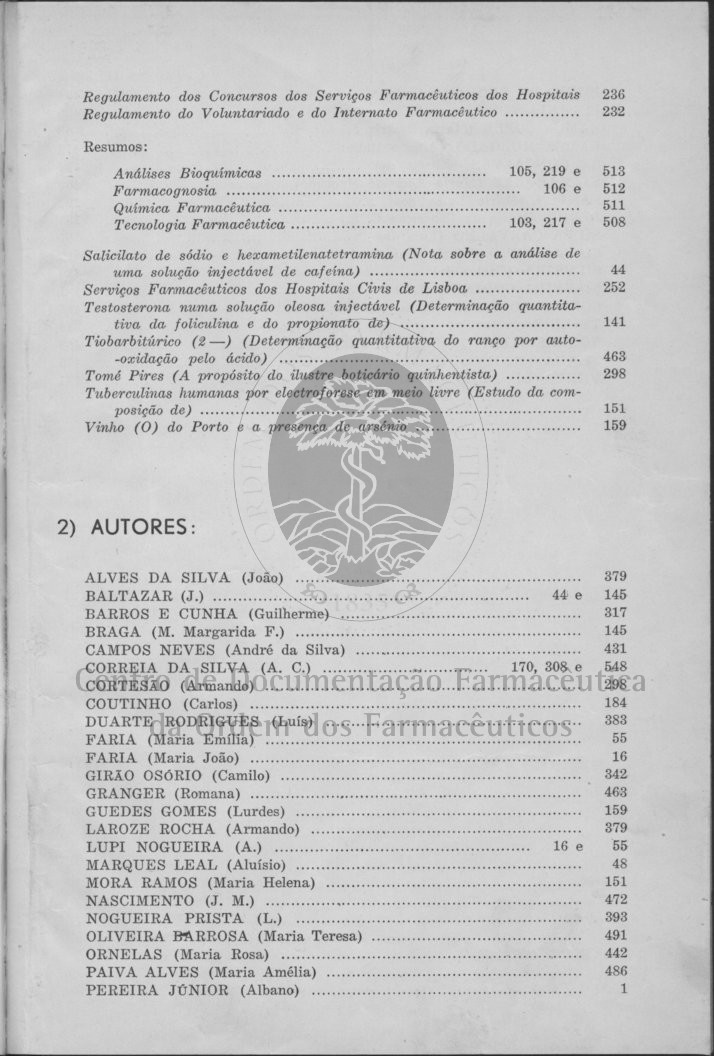 Regulamento dos Concursos dos Serviços Farmacêuticos dos Hospitais 236
Regulamento do Voluntariado e do Internato Farmacêutico ............... 232
Resumos:
Análises Bioquímicas .......................................... 105, 219 e 513
Farmacognosia .......................................................... 106 e 512
Química Farmacêutica .......................................................... 511
Tecnologia Farmacêutica ...................................... 103, 217 e 508
Salicilato de sódio e hexametilenatetramina (Nota sobre a análise de
uma solução injectável de cafeína) ......................................... 44
Serviços Farmacêuticos dos Hospitais Civis de Lisboa ..................... 252
Testosterona numa solução oleosa injectável (Determinação quantita-
tiva da foliculina e do propionato de) ................................... 141
Tiobarbitúrico (2 —) (Determinação quantitativa do ranço por auto-
-oxidação pelo ácido) .......................................................... 463
Tomé Pires (A propósito do ilustre boticário quinhentista) ............... 298
Tuberculinas humanas por electroforese em meio livre (Estudo da com-
posição de) .......................................................................... 151
Vinho (O) do Porto e a presença de arsénio ................................ 159
2) AUTORES:
ALVES DA SILVA (João) ....................................................... 379
BALTAZAR (J.) .............................................................. 44 e 145
BARROS E CUNHA (Guilherme) .............................................. 317
BRAGA (M. Margarida F.) ....................................................... 145
CAMPOS NEVES (André da Silva) ........................................... 431
CORREIA DA SILVA (A. C.) ................................ 170, 308 e 548
CORTESÃO (Armando) ............................................................ 298
COUTINHO (Carlos) ............................................................... 184
DUARTE RODRIGUES (Luís) .................................................. 383
FARIA (Maria Emília) ............................................................ 55
FARIA (Maria João) ............................................................... 16
GIRÃO OSÓRIO (Camilo) ......................................................... 342
GRANGER (Romana) ............................................................... 463
GUEDES GOMES (Lurdes) ....................................................... 159
LAROZE ROCHA (Armando) .................................................... 379
LUPI NOGUEIRA (A.) .................................................. 16 e 55
MARQUES LEAL (Aluísio) ....................................................... 48
MORA RAMOS (Maria Helena) ................................................. 151
NASCIMENTO (J. M.) ............................................................ 472
NOGUEIRA PRISTA (L.) ......................................................... 393
OLIVEIRA BARROSA (Maria Teresa) ........................................ 491
ORNELAS (Maria Rosa) ......................................................... 442
PAIVA ALVES (Maria Amélia) ................................................. 486
PEREIRA JÚNIOR (Albano) .................................................... 1
Centro de Documentação Farmacêutica
da Ordem dos Farmacêuticos
1835